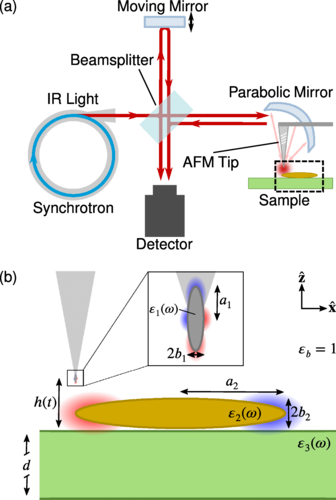 (a)
Moving Mirror
Beamsplitter
IR Light
Parabolic Mirror
AFM Tip
Synchrotron
Sample
Detector
(b)
ẑ
x̂
ε₁(ω)
a₁
2b₁
ε_b = 1
h(t)
a₂
ε₂(ω)
2b₂
d
ε₃(ω)